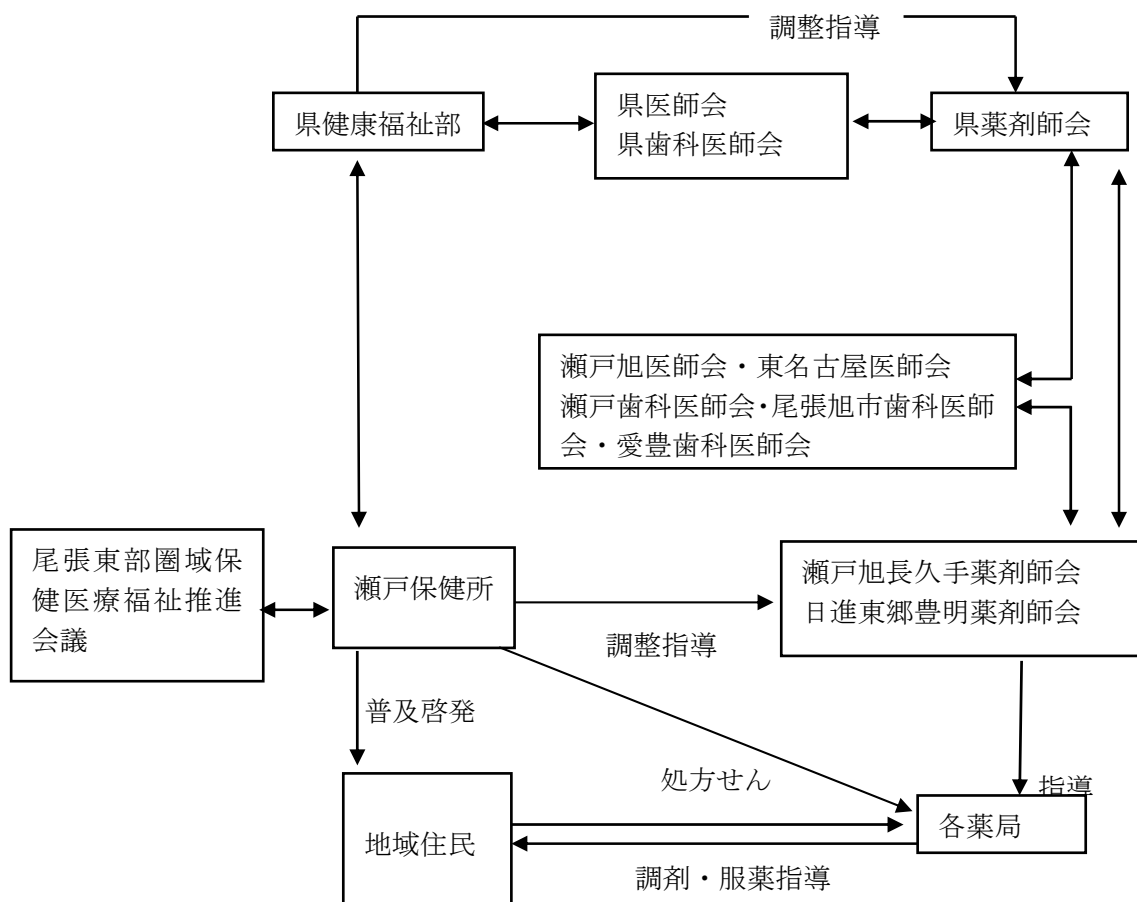 調整指導
県健康福祉部
県医師会
県歯科医師会
県薬剤師会
瀬戸旭医師会・東名古屋医師会
瀬戸歯科医師会・尾張旭市歯科医師
会・愛豊歯科医師会
尾張東部圏域保
健医療福祉推進
会議
瀬戸保健所
瀬戸旭長久手薬剤師会
日進東郷豊明薬剤師会
調整指導
普及啓発
処方せん
指導
地域住民
各薬局
調剤・服薬指導